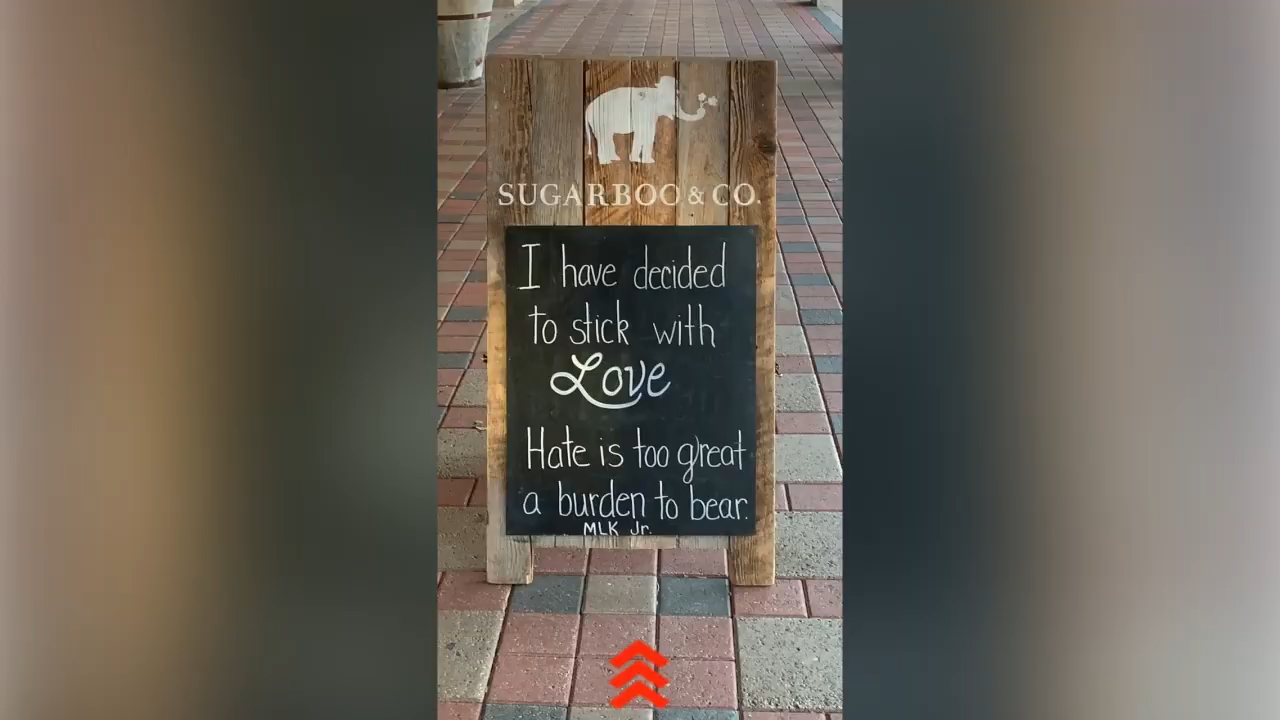 SUGARBOO & CO.
I have decided
to stick with
Love
Hate is too great
a burden to bear.
MLK Jr.